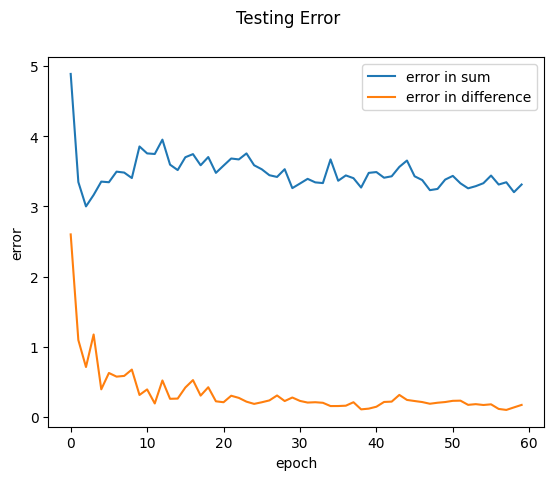 Testing Error
error in sum
error in difference
error
5
4
3
2
1
0
0 10 20 30 40 50 60
epoch